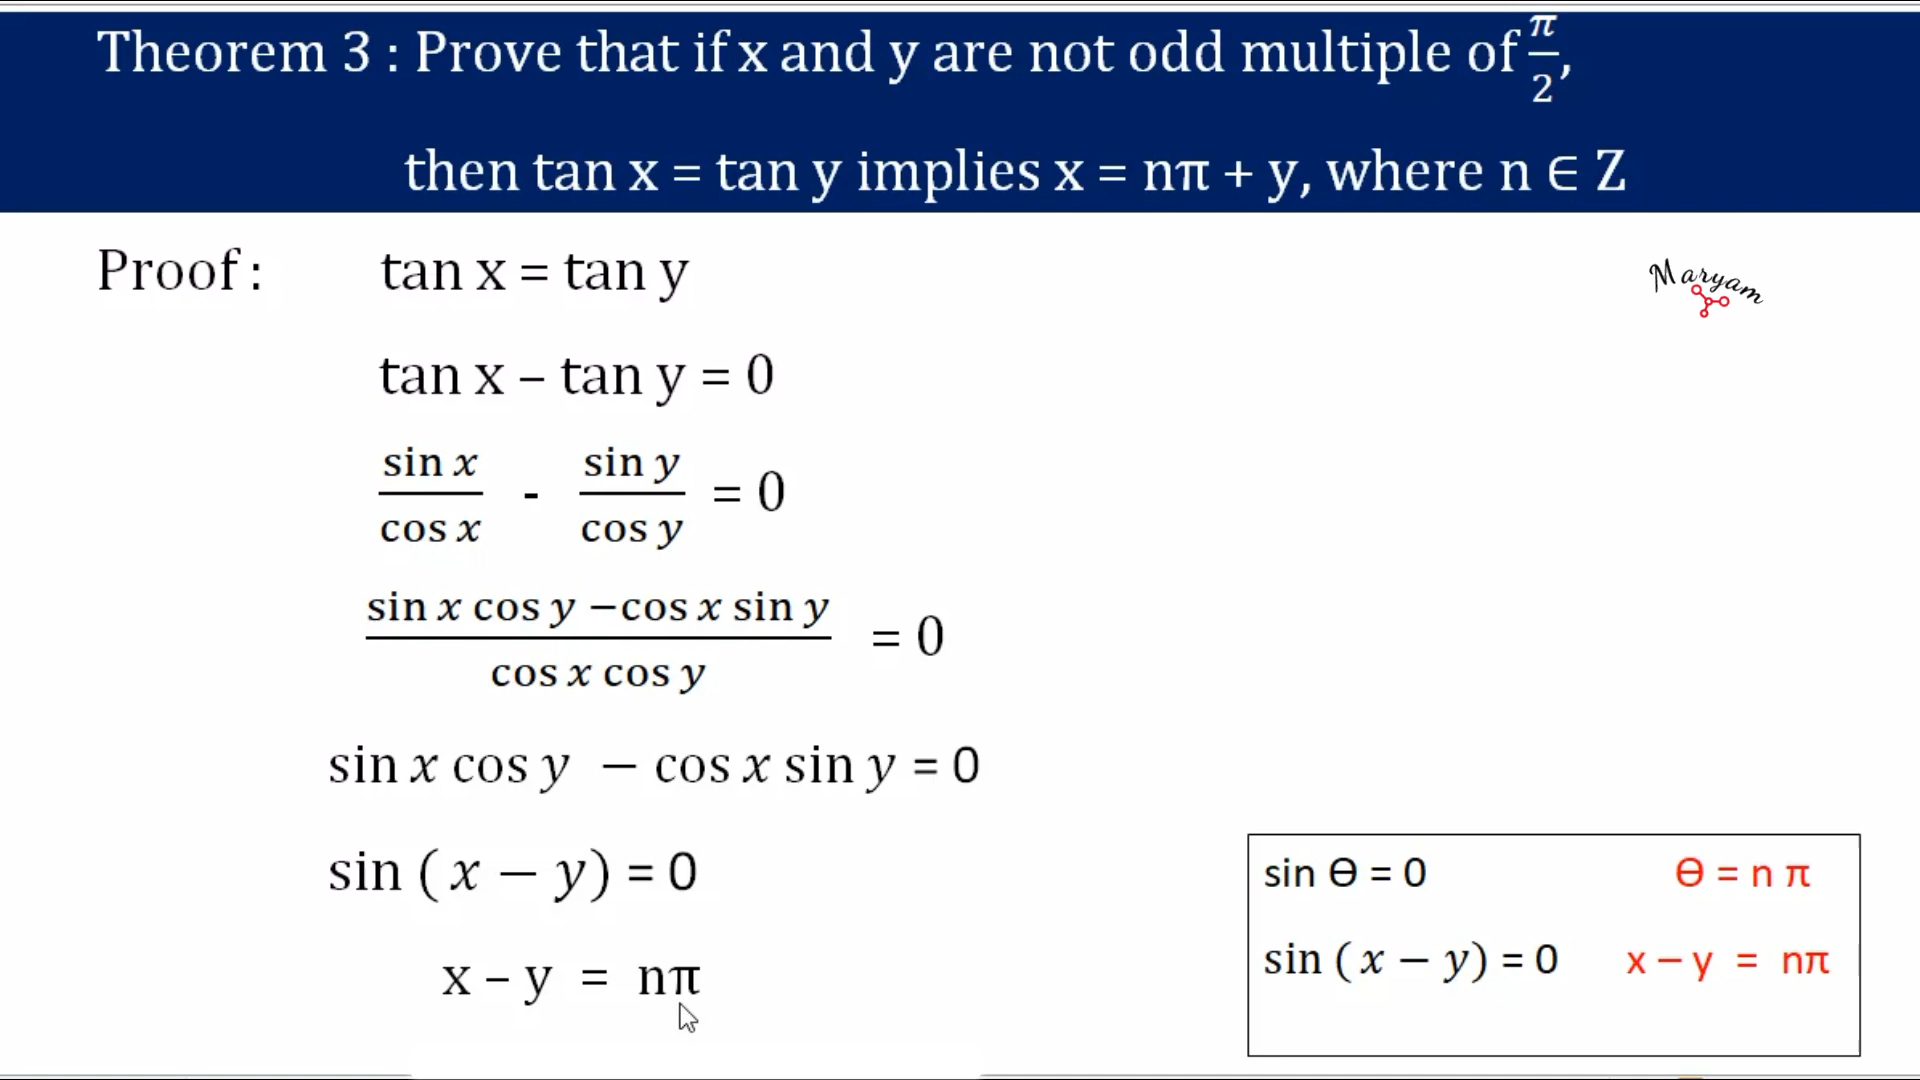 Theorem 3 : Prove that if x and y are not odd multiple of π/2,
then tan x = tan y implies x = nπ + y, where n ∈ Z
Proof : tan x = tan y
Maryam
tan x – tan y = 0
sin x / cos x - sin y / cos y = 0
sin x cos y − cos x sin y / cos x cos y = 0
sin x cos y − cos x sin y = 0
sin ( x − y) = 0
x – y = nπ
sin Ө = 0 Ө = n π
sin ( x − y) = 0 x – y = nπ